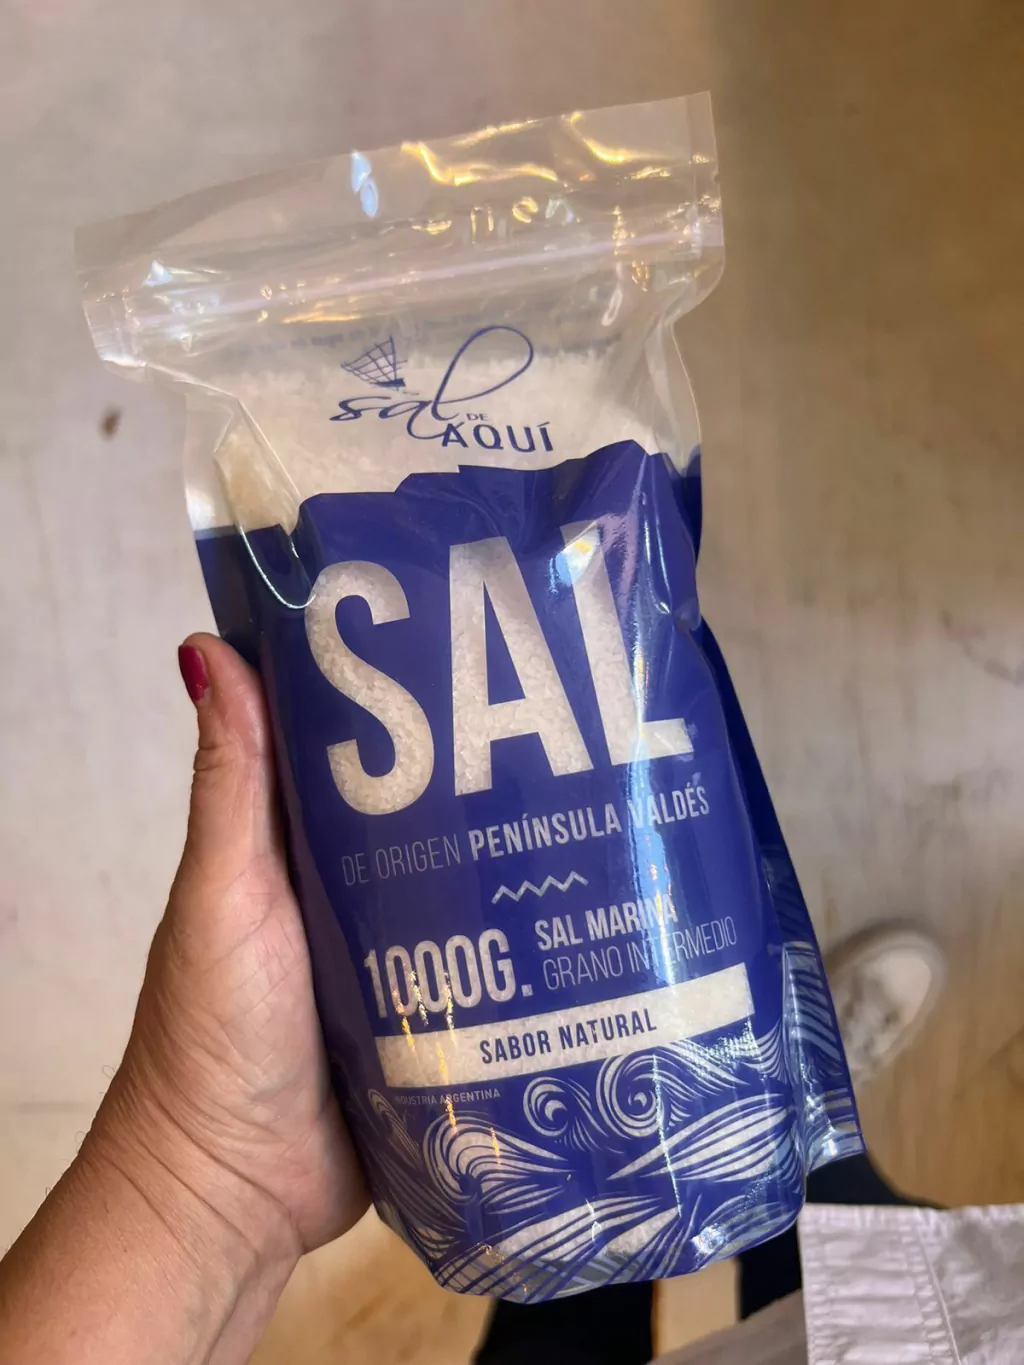 sal DE
AQUÍ
SAL
DE ORIGEN PENÍNSULA VALDÉS
1000G.
SAL MARINA
GRANO INTERMEDIO
SABOR NATURAL
INDUSTRIA ARGENTINA